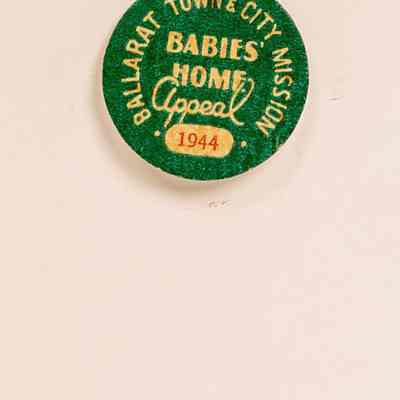 BALLARAT TOWN & CITY MISSION
BABIES'
HOME
Appeal
1944